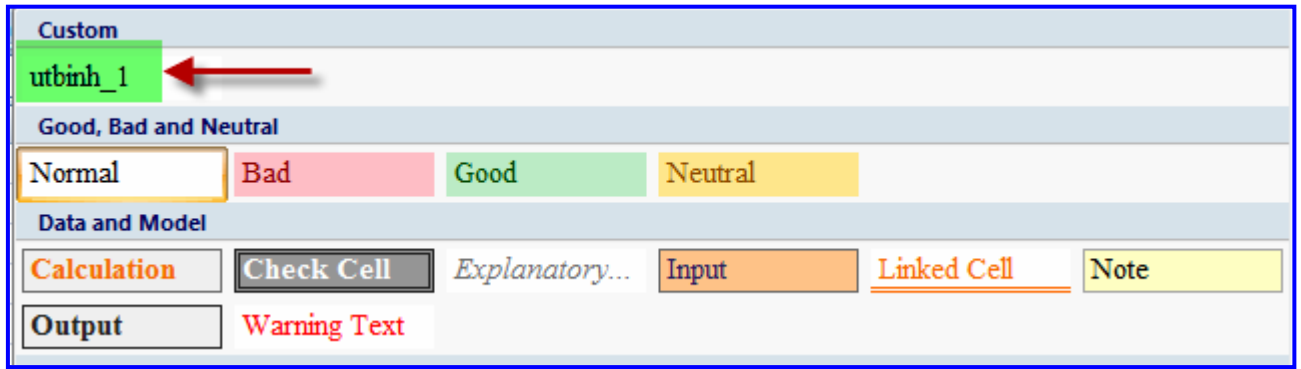 Custom
utbinh_1
Good, Bad and Neutral
Normal Bad Good Neutral
Data and Model
Calculation Check Cell Explanatory... Input Linked Cell Note
Output Warning Text